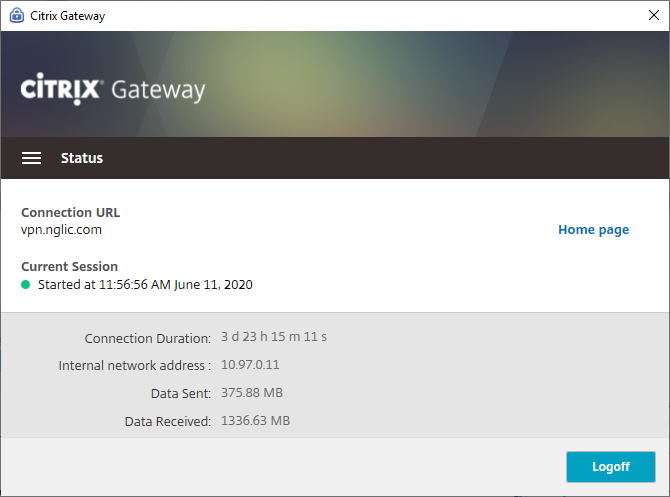 Citrix Gateway
CİTRİX Gateway
Status
Connection URL
vpn.nglic.com
Home page
Current Session
Started at 11:56:56 AM June 11, 2020
Connection Duration: 3 d 23 h 15 m 11 s
Internal network address : 10.97.0.11
Data Sent: 375.88 MB
Data Received: 1336.63 MB
Logoff